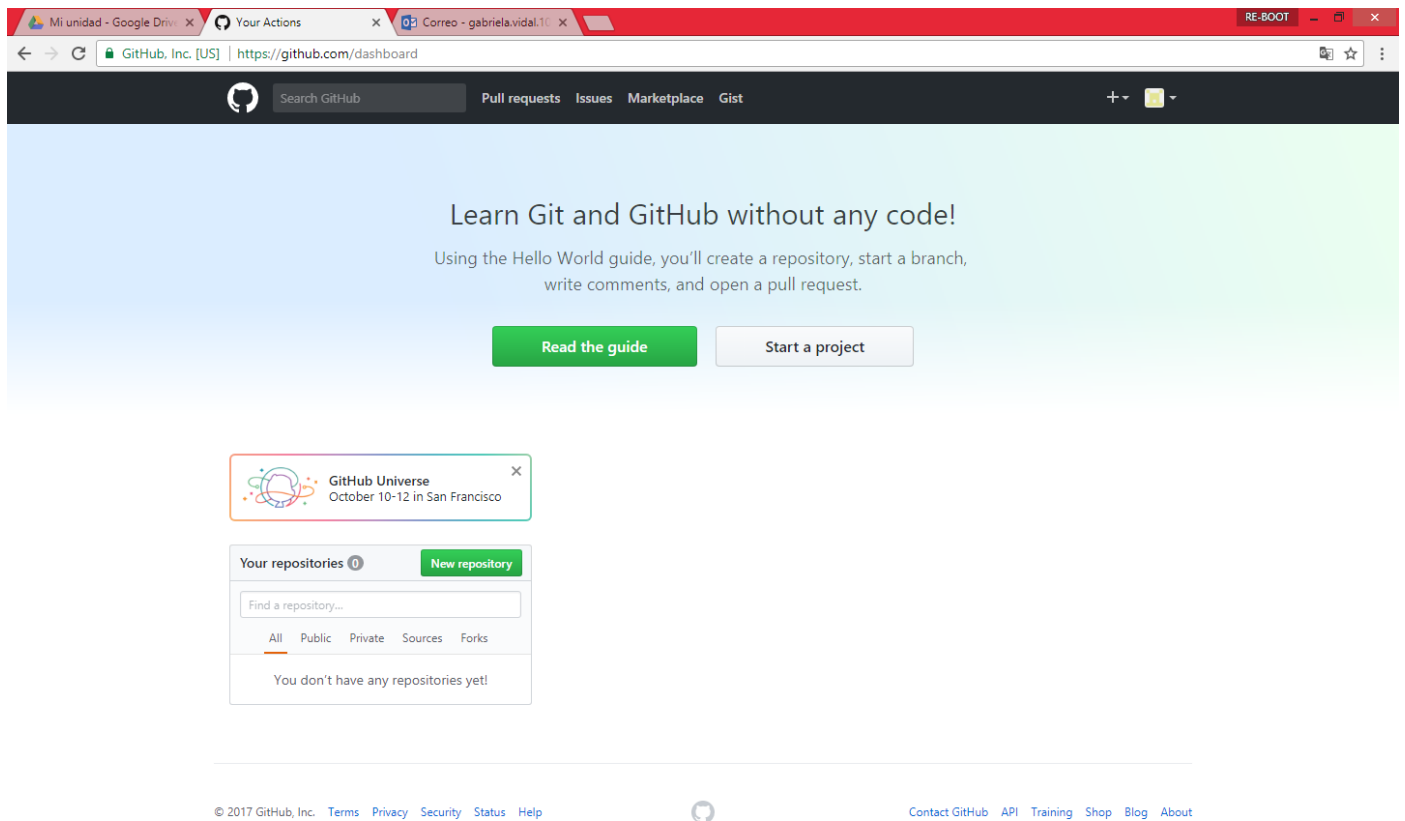 Mi unidad - Google Driv
Your Actions
Correo - gabriela.vidal.10
RE-BOOT
GitHub, Inc. [US] | https://github.com/dashboard
Search GitHub
Pull requests Issues Marketplace Gist
Learn Git and GitHub without any code!
Using the Hello World guide, you'll create a repository, start a branch,
write comments, and open a pull request.
Read the guide
Start a project
GitHub Universe
October 10-12 in San Francisco
Your repositories 0
New repository
Find a repository...
All Public Private Sources Forks
You don't have any repositories yet!
© 2017 GitHub, Inc. Terms Privacy Security Status Help
Contact GitHub API Training Shop Blog About